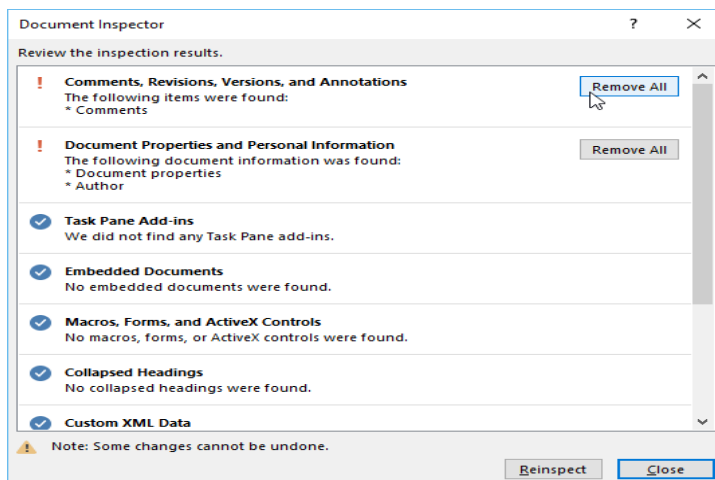 Document Inspector
?
Review the inspection results.
Comments, Revisions, Versions, and Annotations
Remove All
The following items were found:
* Comments
Document Properties and Personal Information
Remove All
The following document information was found:
* Document properties
* Author
Task Pane Add-ins
We did not find any Task Pane add-ins.
Embedded Documents
No embedded documents were found.
Macros, Forms, and ActiveX Controls
No macros, forms, or ActiveX controls were found.
Collapsed Headings
No collapsed headings were found.
Custom XML Data
Note: Some changes cannot be undone.
Reinspect
Close